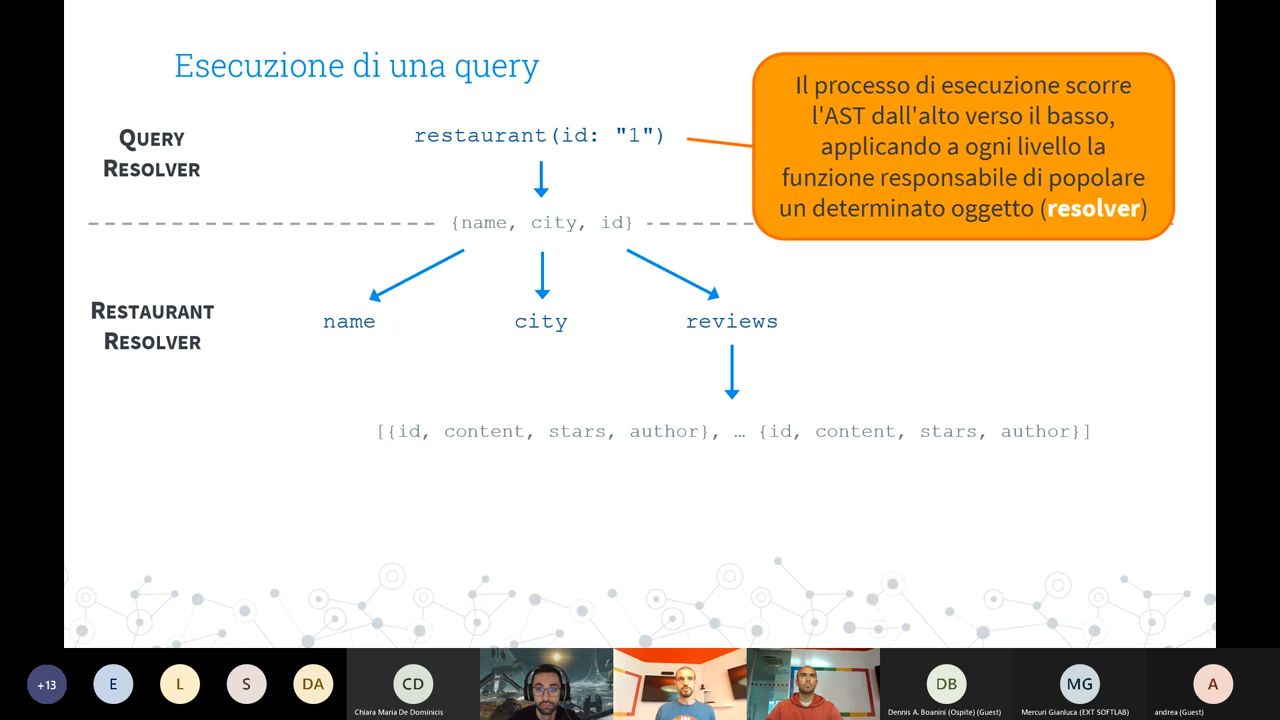 Esecuzione di una query
Il processo di esecuzione scorre
l'AST dall'alto verso il basso,
applicando a ogni livello la
funzione responsabile di popolare
un determinato oggetto (resolver)
QUERY
RESOLVER
restaurant(id: "1")
{name, city, id}
RESTAURANT
RESOLVER
name
city
reviews
[{id, content, stars, author}, … {id, content, stars, author}]
+13
E
L
S
DA
CD
Chiara Maria De Dominicis
DB
Dennis A. Boanini (Ospite) (Guest)
MG
Mercuri Gianluca (EXT SOFTLAB)
A
andrea (Guest)